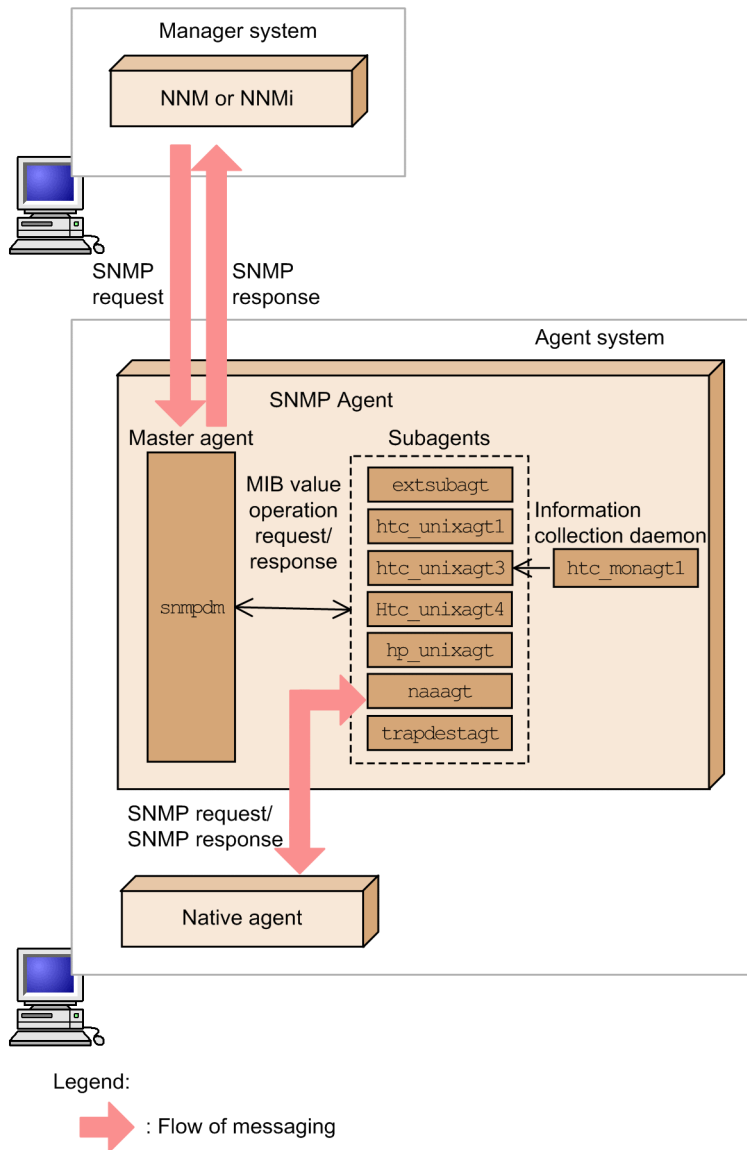 Manager system
NNM or NNMi
SNMP
request
SNMP
response
Agent system
SNMP Agent
Master agent
snmpdm
MIB value
operation
request/
response
Subagents
extsubagt
htc_unixagt1
htc_unixagt3
Htc_unixagt4
hp_unixagt
naaagt
trapdestagt
Information
collection daemon
htc_monagt1
SNMP request/
SNMP response
Native agent
Legend:
: Flow of messaging